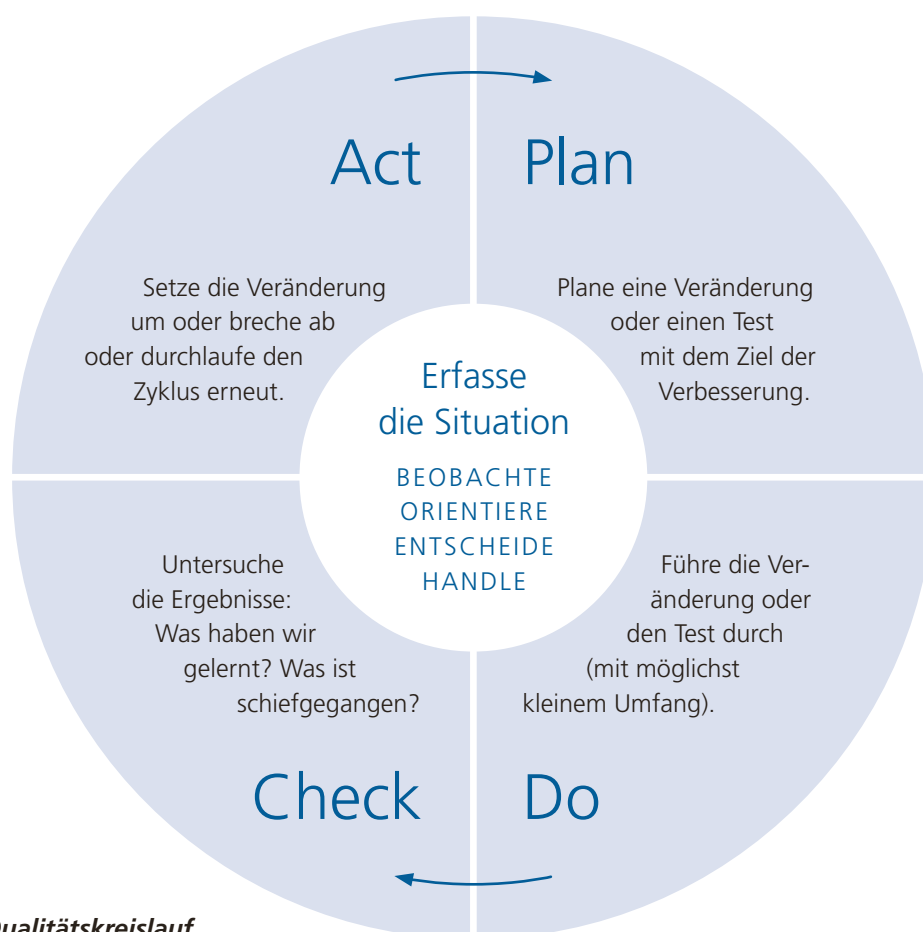 Act
Setze die Veränderung
um oder breche ab
oder durchlaufe den
Zyklus erneut.
Plan
Plane eine Veränderung
oder einen Test
mit dem Ziel der
Verbesserung.
Erfasse
die Situation
BEOBACHTE
ORIENTIERE
ENTSCHEIDE
HANDLE
Untersuche
die Ergebnisse:
Was haben wir
gelernt? Was ist
schiefgegangen?
Check
Führe die Ver-
änderung oder
den Test durch
(mit möglichst
kleinem Umfang).
Do
Qualitätskreislauf